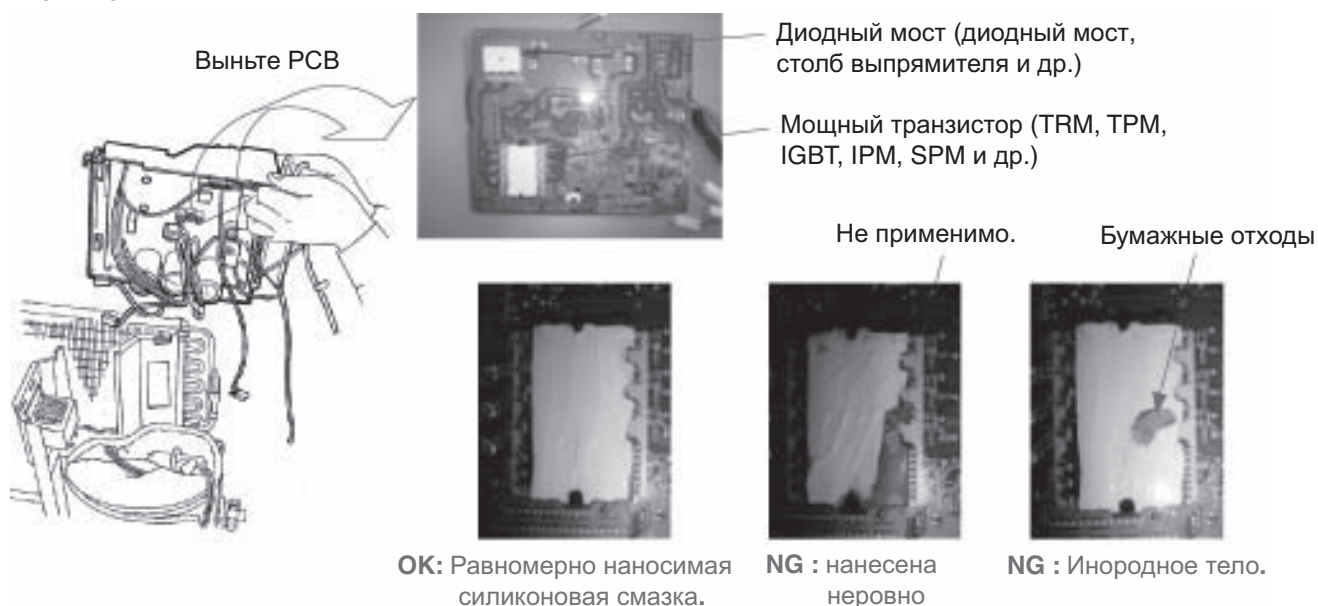 Выньте PCB
Диодный мост (диодный мост,
столб выпрямителя и др.)
Мощный транзистор (TRM, TPM,
IGBT, IPM, SPM и др.)
Не применимо.
Бумажные отходы
OK: Равномерно наносимая
силиконовая смазка.
NG : нанесена
неровно
NG : Инородное тело.